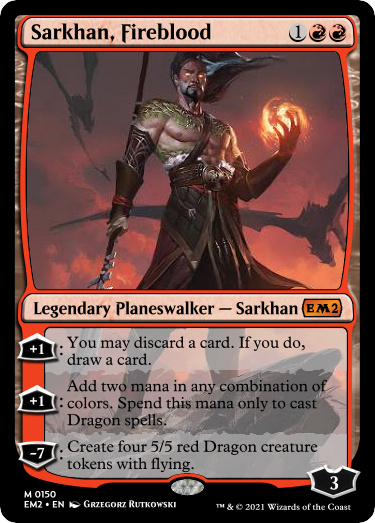 Sarkhan, Fireblood 1
Legendary Planeswalker — Sarkhan EM2
+1: You may discard a card. If you do,
draw a card.
+1: Add two mana in any combination of
colors. Spend this mana only to cast
Dragon spells.
-7: Create four 5/5 red Dragon creature
tokens with flying.
3
M 0150
EM2 • EN Grzegorz Rutkowski ™ & © 2021 Wizards of the Coast